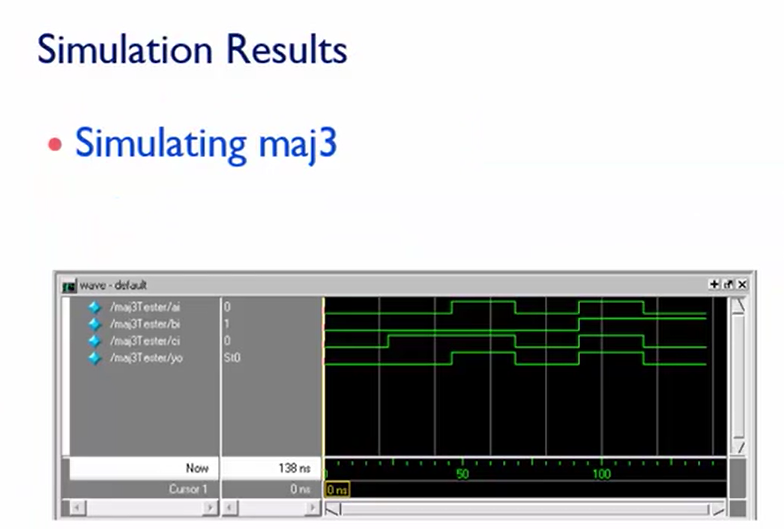 Simulation Results
• Simulating maj3
wave - default
/maj3Tester/ai 0
/maj3Tester/bi 1
/maj3Tester/ci 0
/maj3Tester/yo St0
Now 138 ns 50 100
Cursor 1 0 ns 0 ns